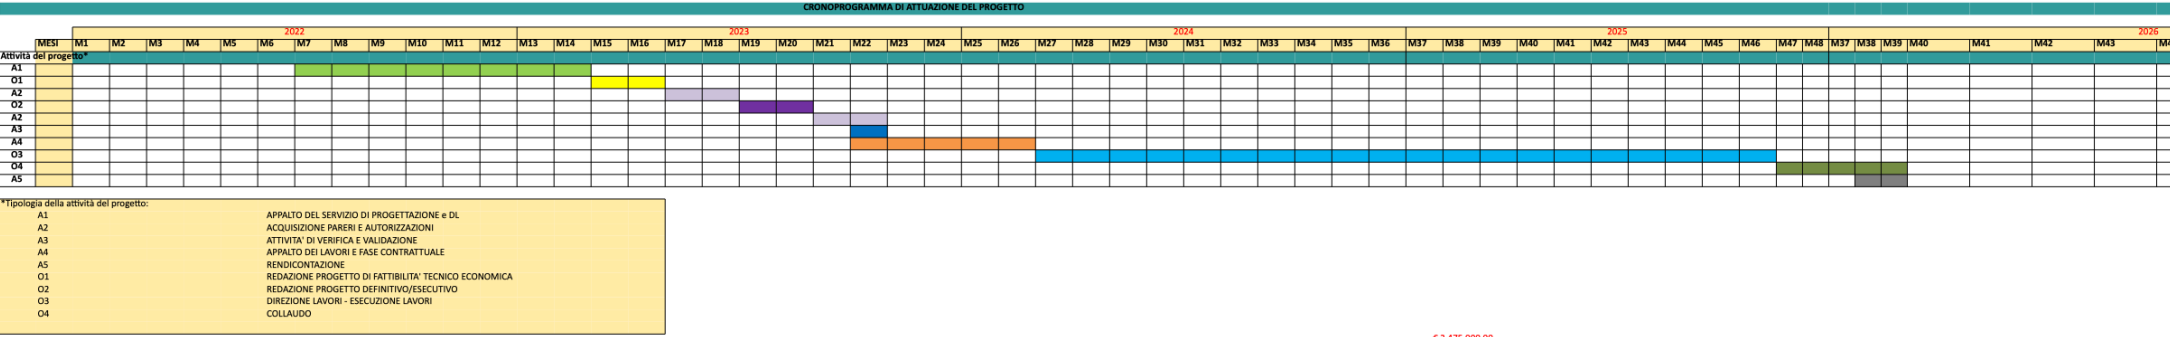 CRONOPROGRAMMA DI ATTUAZIONE DEL PROGETTO
2022 2023 2024 2025 2026
MESI M1 M2 M3 M4 M5 M6 M7 M8 M9 M10 M11 M12 M13 M14 M15 M16 M17 M18 M19 M20 M21 M22 M23 M24 M25 M26 M27 M28 M29 M30 M31 M32 M33 M34 M35 M36 M37 M38 M39 M40 M41 M42 M43 M44 M45 M46 M47 M48 M37 M38 M39 M40 M41 M42 M43
Attività del progetto*
A1
O1
A2
O2
A2
A3
A4
O3
O4
A5
*Tipologia della attività del progetto:
A1 APPALTO DEL SERVIZIO DI PROGETTAZIONE e DL
A2 ACQUISIZIONE PARERI E AUTORIZZAZIONI
A3 ATTIVITA' DI VERIFICA E VALIDAZIONE
A4 APPALTO DEI LAVORI E FASE CONTRATTUALE
A5 RENDICONTAZIONE
O1 REDAZIONE PROGETTO DI FATTIBILITA' TECNICO ECONOMICA
O2 REDAZIONE PROGETTO DEFINITIVO/ESECUTIVO
O3 DIREZIONE LAVORI - ESECUZIONE LAVORI
O4 COLLAUDO